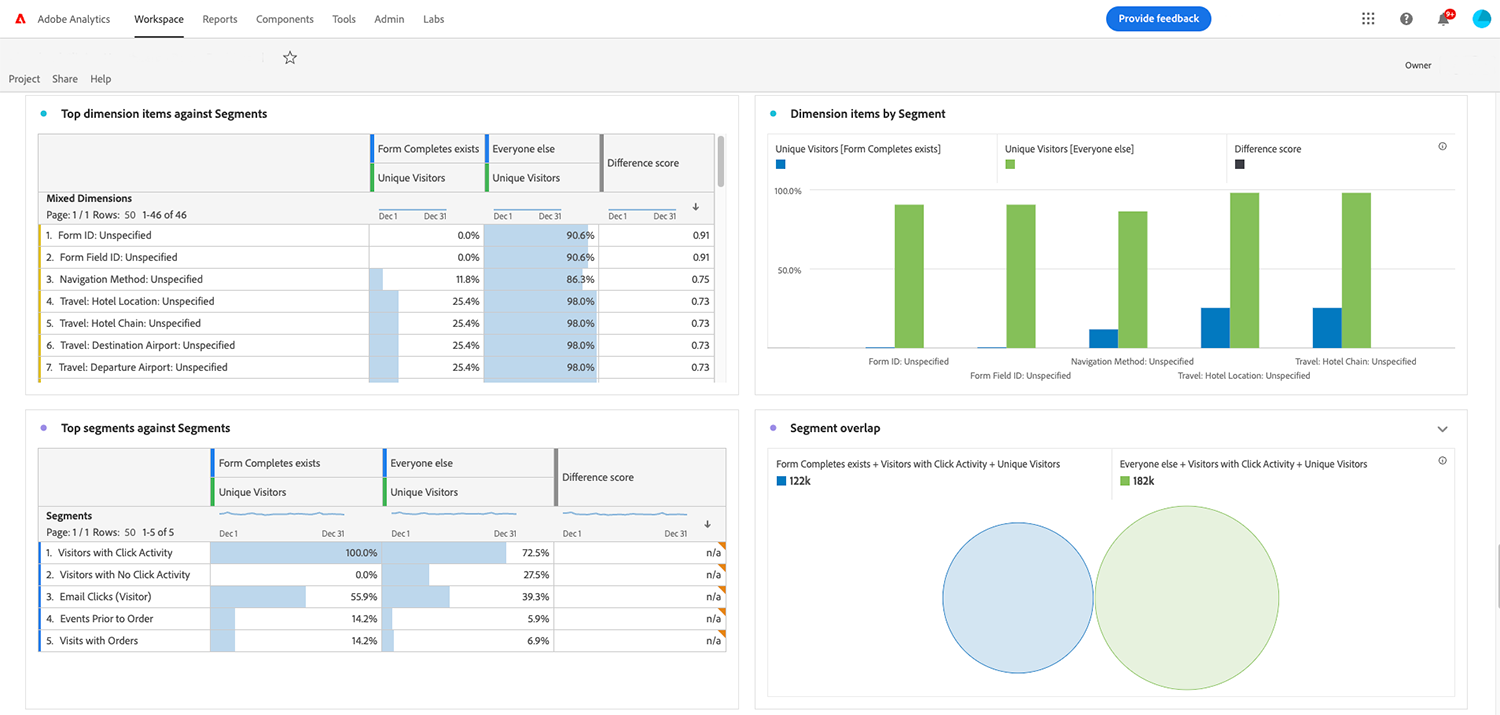 Adobe Analytics Workspace Reports Components Tools Admin Labs Provide feedback ? 9+
Owner
Project Share Help
Top dimension items against Segments
Form Completes exists Everyone else Difference score
Unique Visitors Unique Visitors
Mixed Dimensions
Page: 1 / 1 Rows: 50 1-46 of 46 Dec 1 Dec 31 Dec 1 Dec 31 Dec 1 Dec 31
1. Form ID: Unspecified 0.0% 90.6% 0.91
2. Form Field ID: Unspecified 0.0% 90.6% 0.91
3. Navigation Method: Unspecified 11.8% 86.3% 0.75
4. Travel: Hotel Location: Unspecified 25.4% 98.0% 0.73
5. Travel: Hotel Chain: Unspecified 25.4% 98.0% 0.73
6. Travel: Destination Airport: Unspecified 25.4% 98.0% 0.73
7. Travel: Departure Airport: Unspecified 25.4% 98.0% 0.73
Dimension items by Segment
Unique Visitors [Form Completes exists] Unique Visitors [Everyone else] Difference score
100.0%
50.0%
Form ID: Unspecified Navigation Method: Unspecified Travel: Hotel Chain: Unspecified
Form Field ID: Unspecified Travel: Hotel Location: Unspecified
Top segments against Segments
Form Completes exists Everyone else Difference score
Unique Visitors Unique Visitors
Segments
Page: 1 / 1 Rows: 50 1-5 of 5 Dec 1 Dec 31 Dec 1 Dec 31 Dec 1 Dec 31
1. Visitors with Click Activity 100.0% 72.5% n/a
2. Visitors with No Click Activity 0.0% 27.5% n/a
3. Email Clicks (Visitor) 55.9% 39.3% n/a
4. Events Prior to Order 14.2% 5.9% n/a
5. Visits with Orders 14.2% 6.9% n/a
Segment overlap
Form Completes exists + Visitors with Click Activity + Unique Visitors Everyone else + Visitors with Click Activity + Unique Visitors
122k 182k